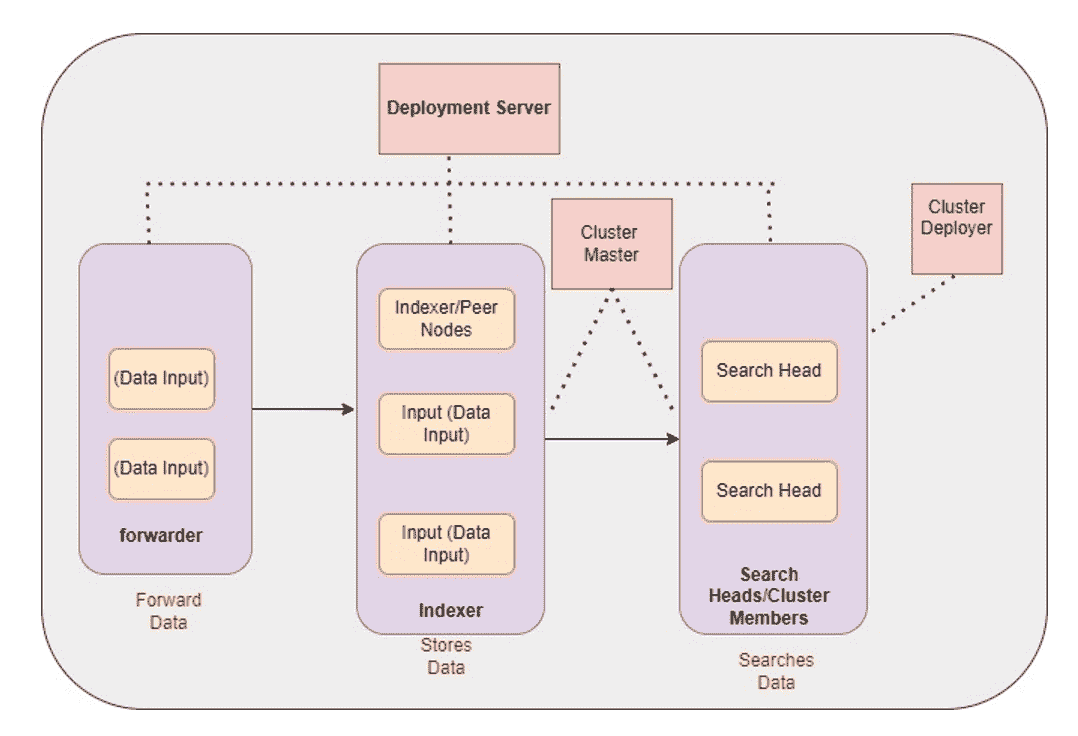 Deployment Server
Cluster
Master
Cluster
Deployer
(Data Input)
(Data Input)
forwarder
Forward
Data
Indexer/Peer
Nodes
Input (Data
Input)
Input (Data
Input)
Indexer
Stores
Data
Search Head
Search Head
Search
Heads/Cluster
Members
Searches
Data